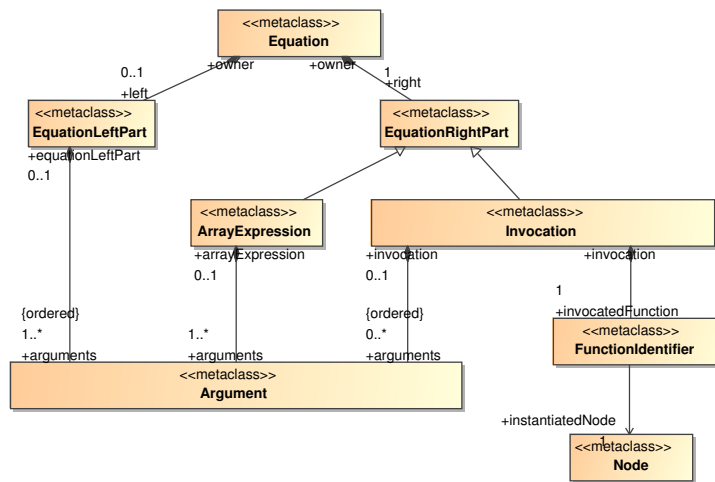 <<metaclass>>
Equation
+owner
+owner
0..1
+left
1
+right
<<metaclass>>
EquationLeftPart
<<metaclass>>
EquationRightPart
+equationLeftPart
0..1
<<metaclass>>
ArrayExpression
<<metaclass>>
Invocation
+arrayExpression
0..1
+invocation
0..1
+invocation
{ordered}
1..*
+arguments
1..*
+arguments
{ordered}
0..*
+arguments
1
+invocatedFunction
<<metaclass>>
Argument
<<metaclass>>
FunctionIdentifier
+instantiatedNode
1
<<metaclass>>
Node